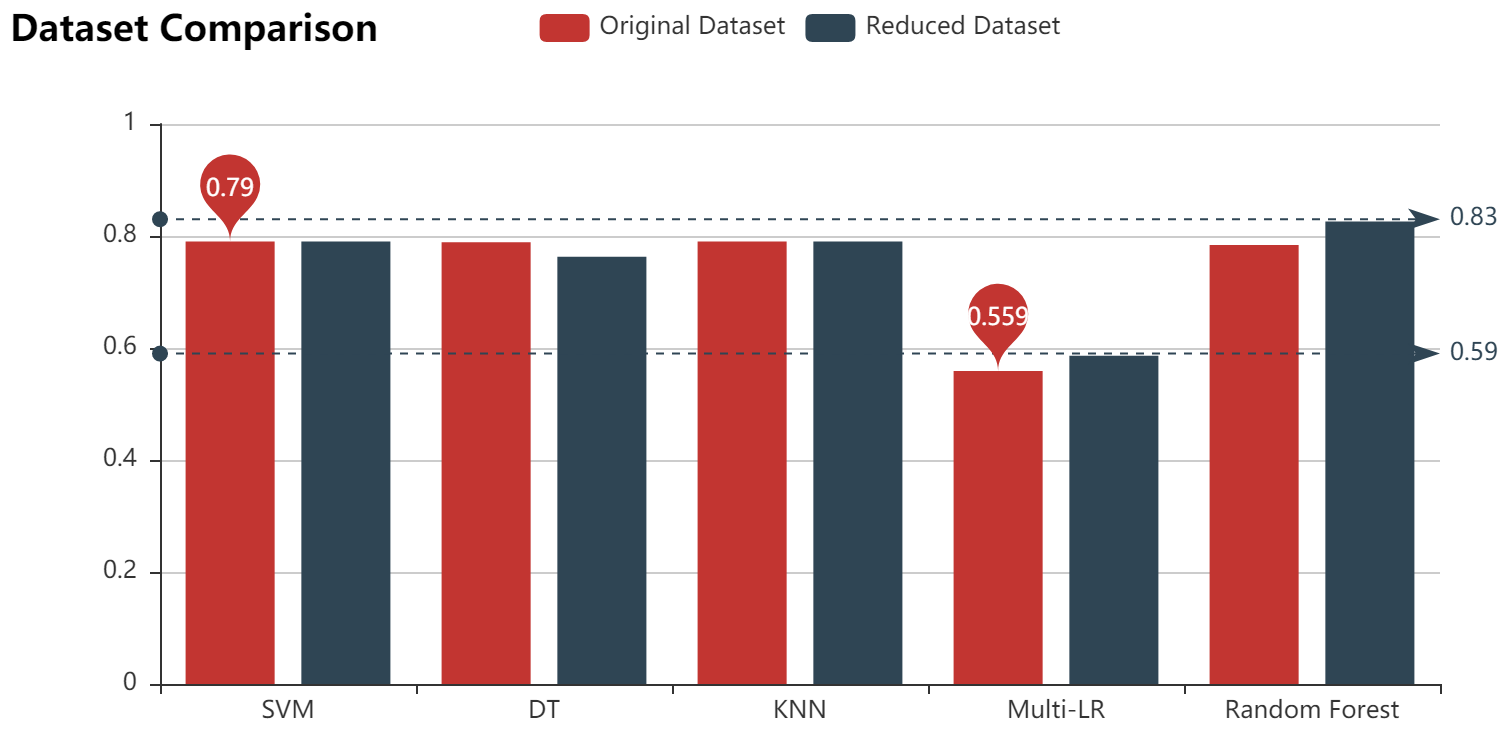 Dataset Comparison
Original Dataset
Reduced Dataset
1
0.8
0.6
0.4
0.2
0
0.79
0.559
0.83
0.59
SVM
DT
KNN
Multi-LR
Random Forest